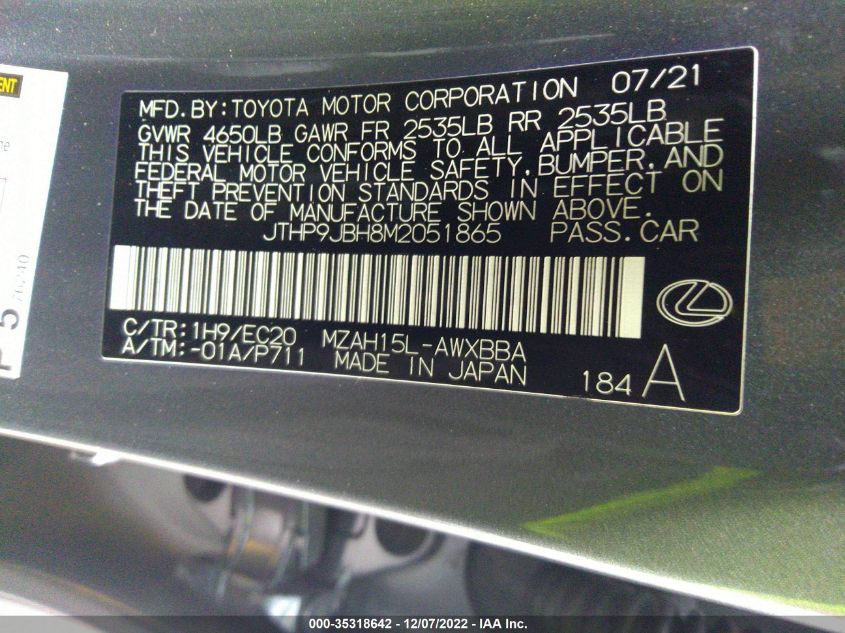 MFD. BY: TOYOTA MOTOR CORPORATION 07/21
GVWR 4650LB GAWR FR 2535LB RR 2535LB
THIS VEHICLE CONFORMS TO ALL APPLICABLE
FEDERAL MOTOR VEHICLE SAFETY, BUMPER, AND
THEFT PREVENTION STANDARDS IN EFFECT ON
THE DATE OF MANUFACTURE SHOWN ABOVE.
JTHP9JBH8M2051865 PASS. CAR
C/TR: 1H9/EC20 MZAH15L-AWXBBA
A/TM: -01A/P711 MADE IN JAPAN
184 A
P 5 76240
000-35318642 - 12/07/2022 - IAA Inc.